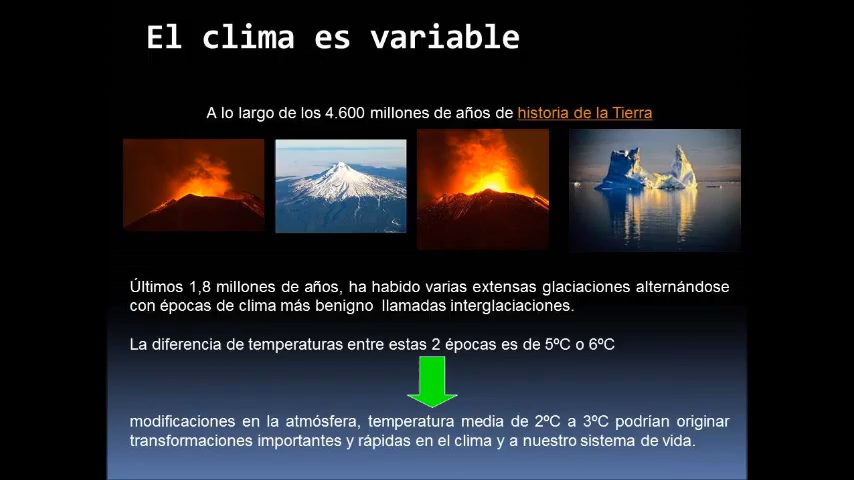 El clima es variable
A lo largo de los 4.600 millones de años de historia de la Tierra
Últimos 1,8 millones de años, ha habido varias extensas glaciaciones alternándose
con épocas de clima más benigno llamadas interglaciaciones.
La diferencia de temperaturas entre estas 2 épocas es de 5ºC o 6ºC
modificaciones en la atmósfera, temperatura media de 2ºC a 3ºC podrían originar
transformaciones importantes y rápidas en el clima y a nuestro sistema de vida.